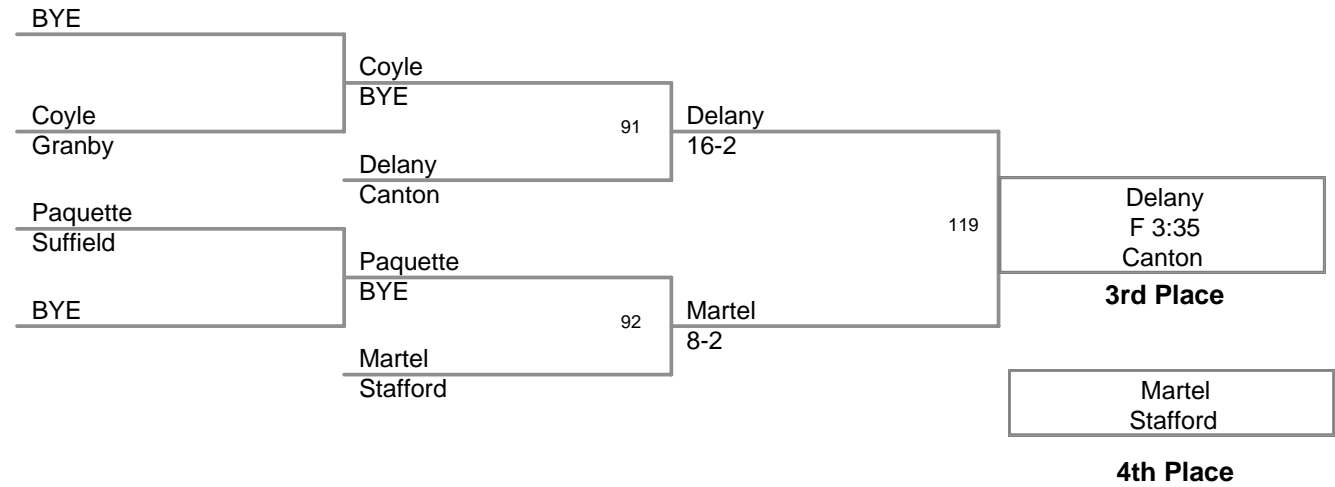 BYE
Coyle
Granby
Paquette
Suffield
BYE
Coyle
BYE
Delany
Canton
Paquette
BYE
Martel
Stafford
91
92
Delany
16-2
Martel
8-2
119
Delany
F 3:35
Canton
3rd Place
Martel
Stafford
4th Place